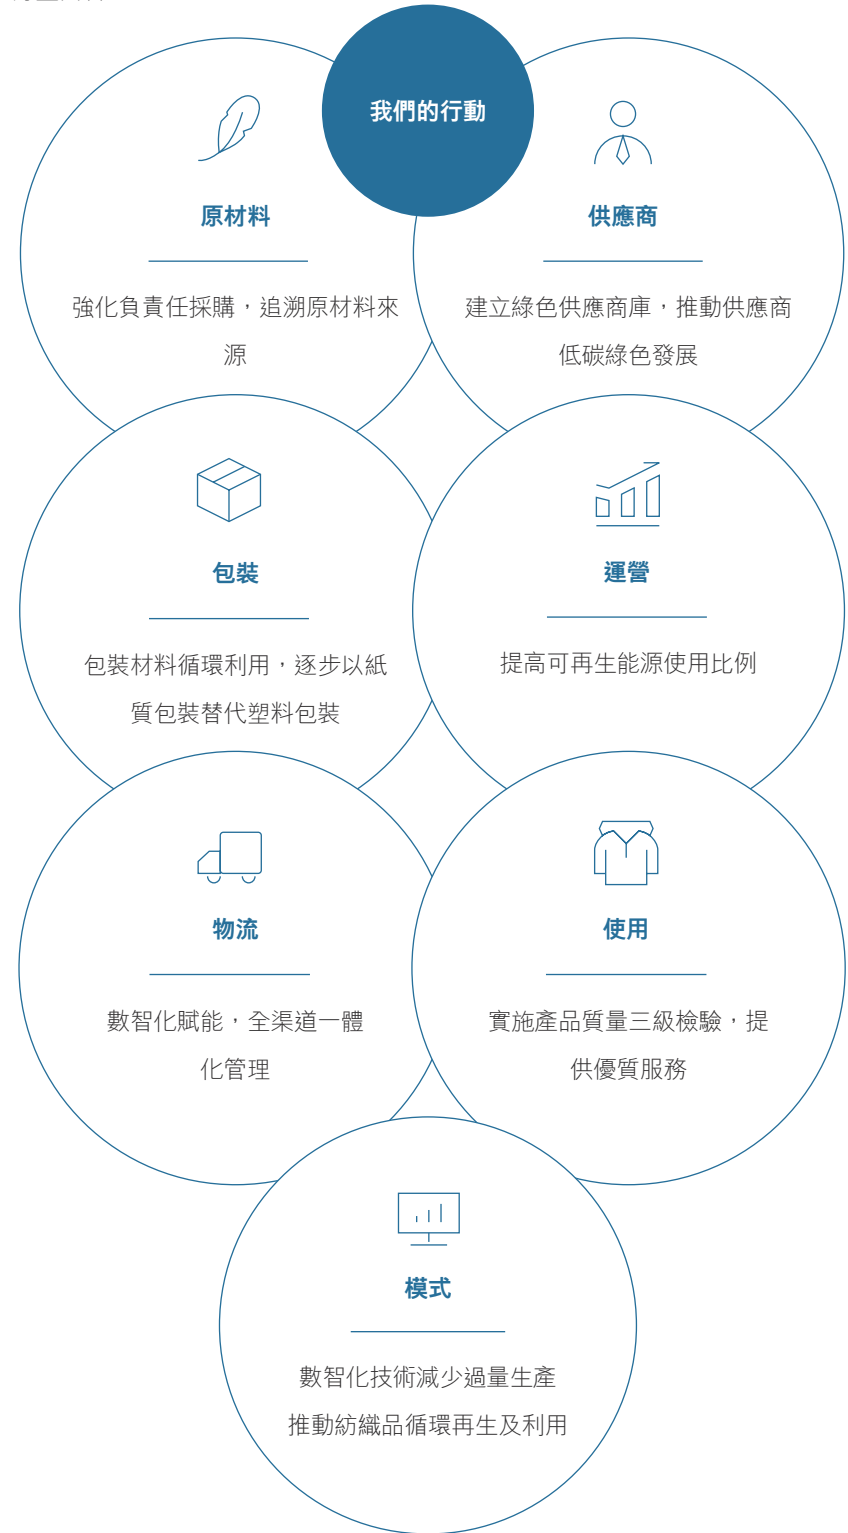 我們的行動
原材料
強化負責任採購，追溯原材料來
源
供應商
建立綠色供應商庫，推動供應商
低碳綠色發展
包裝
包裝材料循環利用，逐步以紙
質包裝替代塑料包裝
運營
提高可再生能源使用比例
物流
數智化賦能，全渠道一體
化管理
使用
實施產品質量三級檢驗，提
供優質服務
模式
數智化技術減少過量生產
推動紡織品循環再生及利用